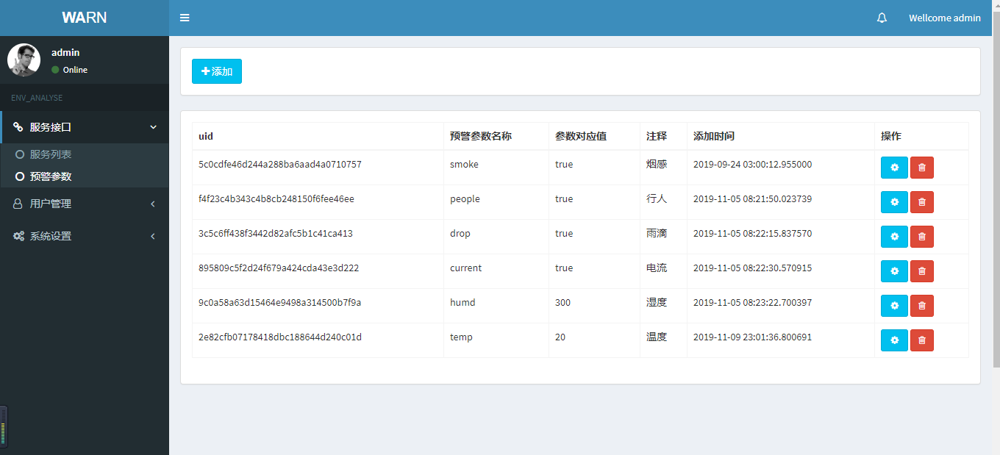 WARN
Wellcome admin
admin
Online
ENV_ANALYSE
服务接口
服务列表
预警参数
用户管理
系统设置
添加
uid 预警参数名称 参数对应值 注释 添加时间 操作
5c0cdfe46d244a288ba6aad4a0710757 smoke true 烟感 2019-09-24 03:00:12.955000
f4f23c4b343c4b8cb248150f6fee46ee people true 行人 2019-11-05 08:21:50.023739
3c5c6ff438f3442d82afc5b1c41ca413 drop true 雨滴 2019-11-05 08:22:15.837570
895809c5f2d24f679a424cda43e3d222 current true 电流 2019-11-05 08:22:30.570915
9c0a58a63d15464e9498a314500b7f9a humd 300 湿度 2019-11-05 08:23:22.700397
2e82cfb07178418dbc188644d240c01d temp 20 温度 2019-11-09 23:01:36.800691